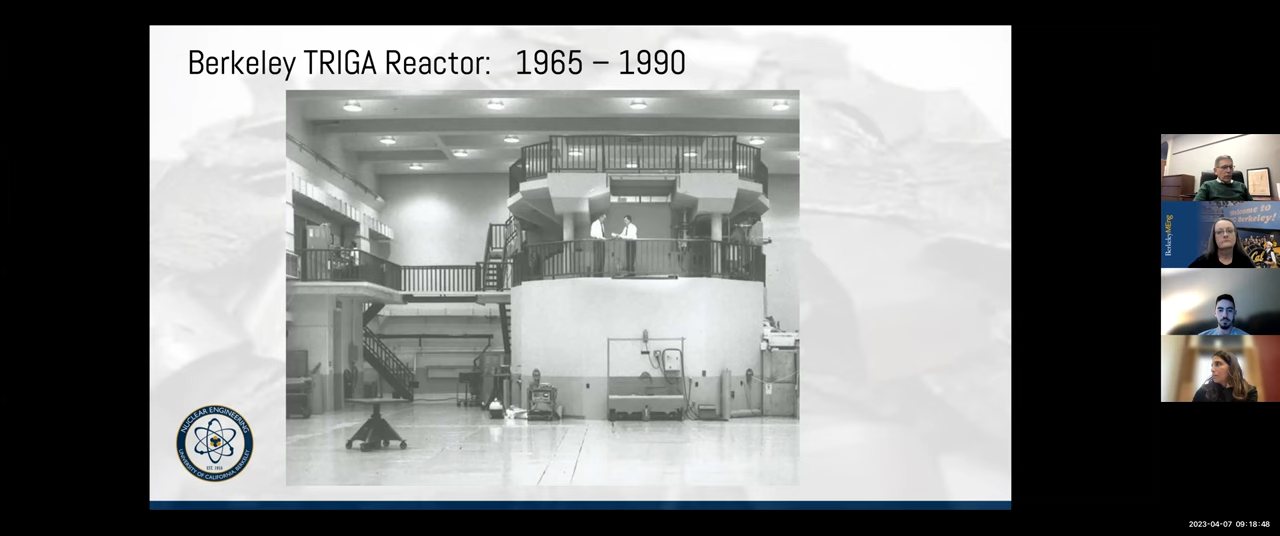 Berkeley TRIGA Reactor: 1965 – 1990
NUCLEAR ENGINEERING
EST. 1958
UNIVERSITY OF CALIFORNIA, BERKELEY
BerkeleyMEng
Welcome to
Berkeley!
Cal
2023-04-07 09:18:48